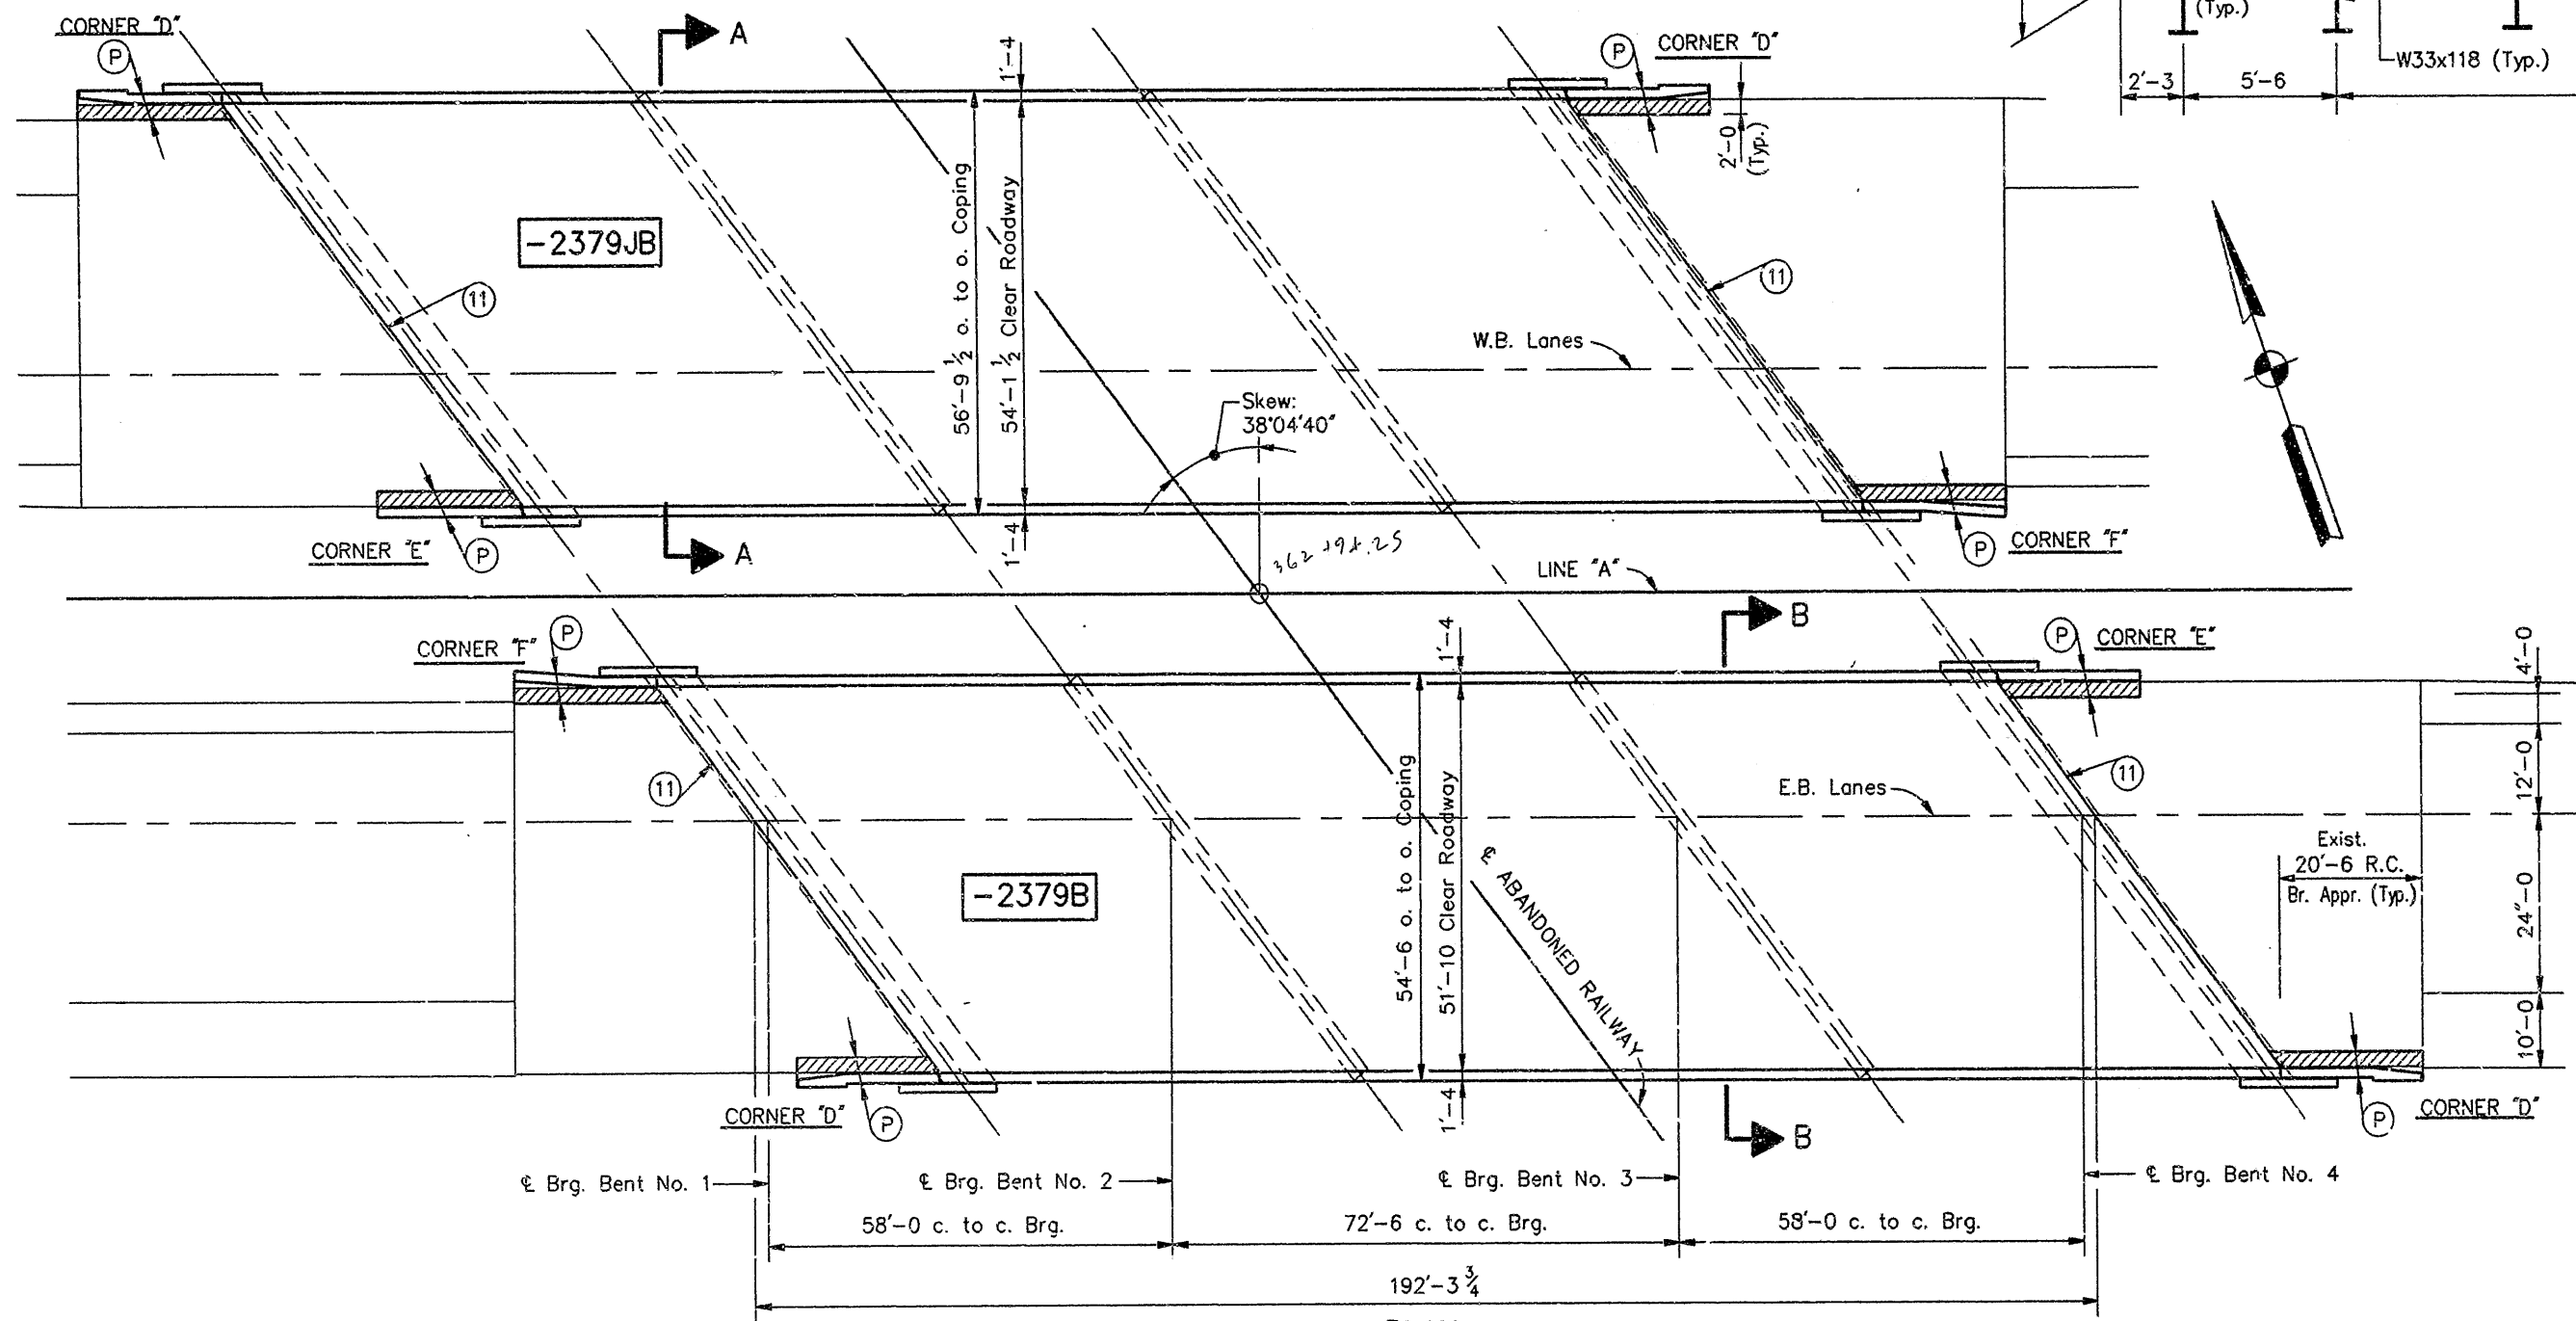 CORNER "D"
P
A
1'-4
P
CORNER "D"
(Typ.)
W33x118 (Typ.)
2'-3
5'-6
2'-0
(Typ.)
-2379JB
11
56'-9 1/2 o. to o. Coping
54'-1 1/2 Clear Roadway
11
W.B. Lanes
Skew:
38°04'40"
CORNER "E"
P
A
1'-4
362+94.25
LINE "A"
P
CORNER "F"
CORNER "F"
P
1'-4
B
P
CORNER "E"
4'-0
11
12'-0
E.B. Lanes
11
-2379B
54'-6 o. to o. Coping
51'-10 Clear Roadway
℄ ABANDONED RAILWAY
Exist.
20'-6 R.C.
Br. Appr. (Typ.)
24"-0
10'-0
CORNER "D"
P
1'-4
B
P
CORNER "D"
℄ Brg. Bent No. 1
℄ Brg. Bent No. 2
℄ Brg. Bent No. 3
℄ Brg. Bent No. 4
58'-0 c. to c. Brg.
72'-6 c. to c. Brg.
58'-0 c. to c. Brg.
192'-3 3/4